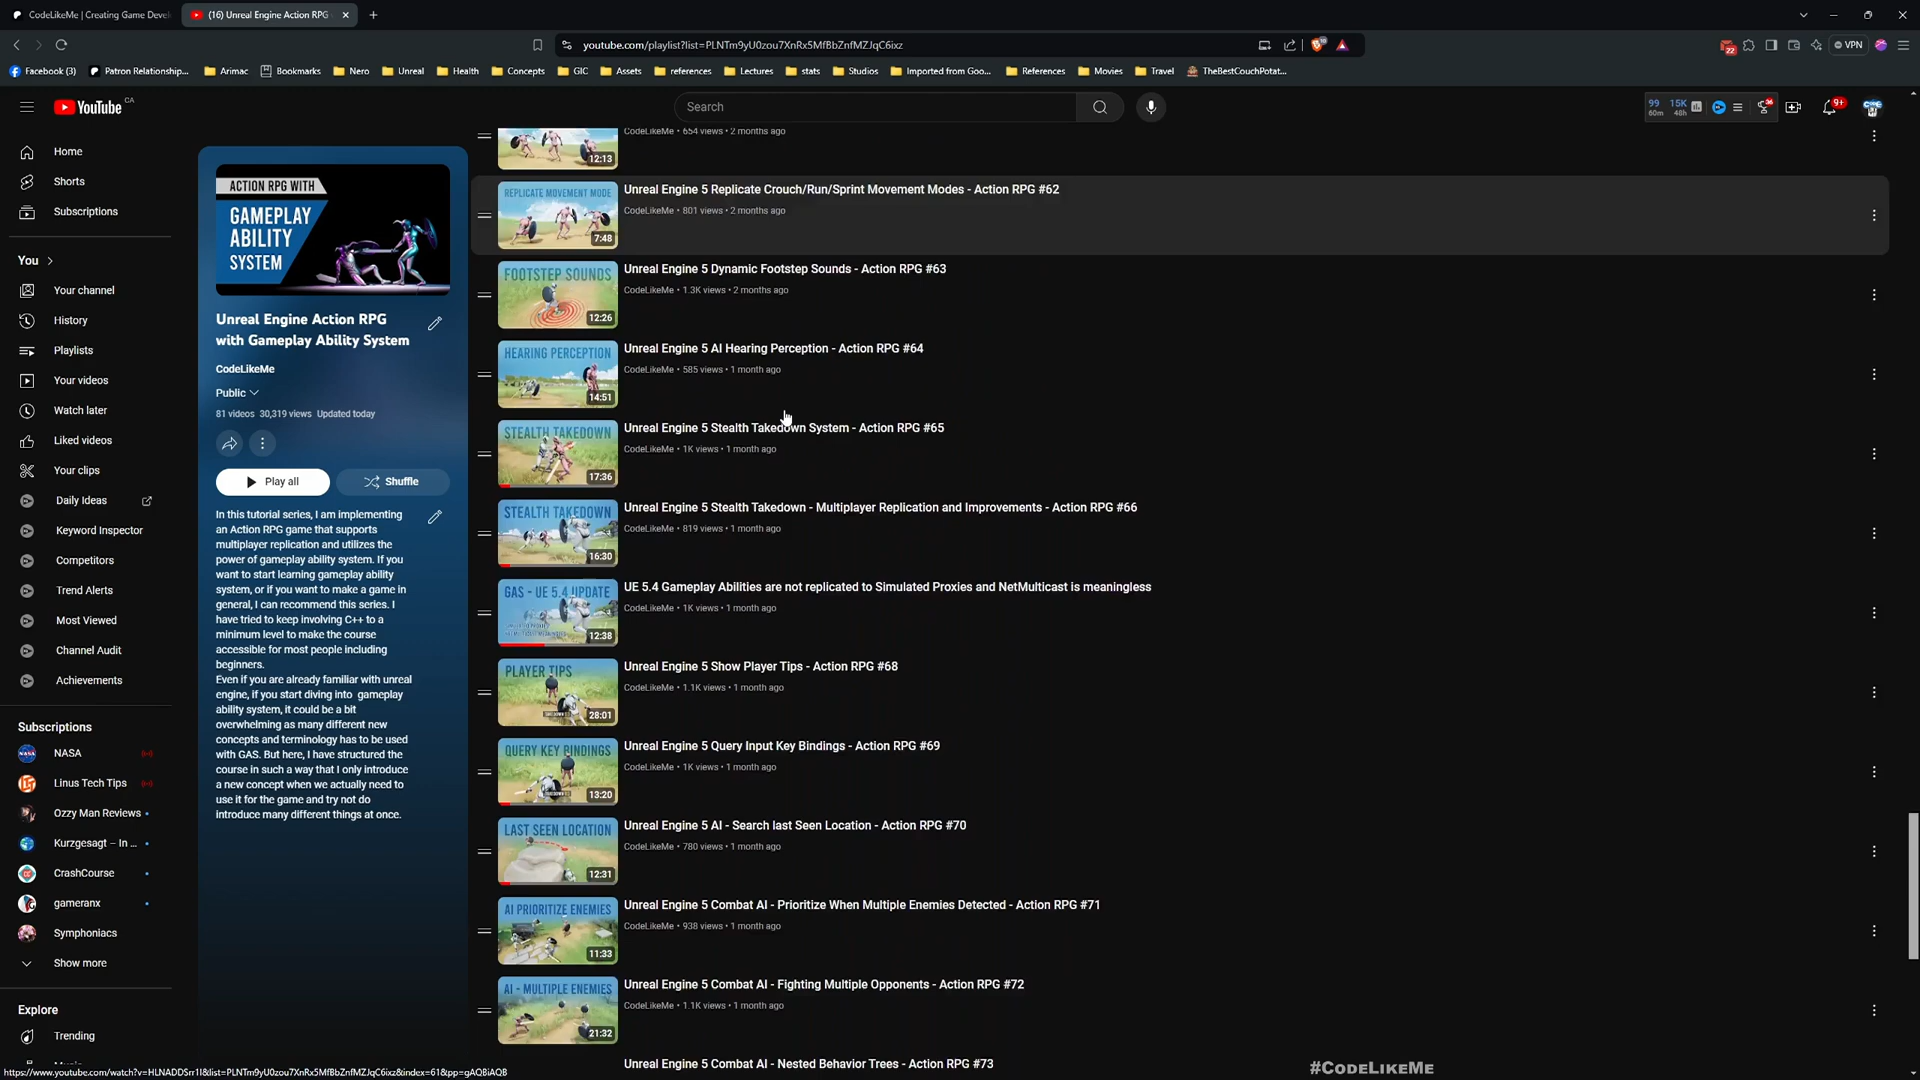 CodeLikeMe | Creating Game Devel
(16) Unreal Engine Action RPG
youtube.com/playlist?list=PLNTm9yU0zou7XnRx5MfBbZnfMZJqC6ixz
22
VPN
Facebook (3)
Patron Relationship...
Arimac
Bookmarks
Nero
Unreal
Health
Concepts
GIC
Assets
references
Lectures
stats
Studios
Imported from Goo...
References
Movies
Travel
TheBestCouchPotat...
YouTube CA
Search
99 60m
15K 48h
9+
Home
Shorts
Subscriptions
You
Your channel
History
Playlists
Your videos
Watch later
Liked videos
Your clips
Daily Ideas
Keyword Inspector
Competitors
Trend Alerts
Most Viewed
Channel Audit
Achievements
Subscriptions
NASA
Linus Tech Tips
Ozzy Man Reviews
Kurzgesagt – In ...
CrashCourse
gameranx
Symphoniacs
Show more
Explore
Trending
ACTION RPG WITH
GAMEPLAY
ABILITY
SYSTEM
Unreal Engine Action RPG
with Gameplay Ability System
CodeLikeMe
Public
81 videos 30,319 views Updated today
Play all
Shuffle
In this tutorial series, I am implementing
an Action RPG game that supports
multiplayer replication and utilizes the
power of gameplay ability system. If you
want to start learning gameplay ability
system, or if you want to make a game in
general, I can recommend this series. I
have tried to keep involving C++ to a
minimum level to make the course
accessible for most people including
beginners.
Even if you are already familiar with unreal
engine, if you start diving into gameplay
ability system, it could be a bit
overwhelming as many different new
concepts and terminology has to be used
with GAS. But here, I have structured the
course in such a way that I only introduce
a new concept when we actually need to
use it for the game and try not do
introduce many different things at once.
12:13
CodeLikeMe • 654 views • 2 months ago
REPLICATE MOVEMENT MODE
7:48
Unreal Engine 5 Replicate Crouch/Run/Sprint Movement Modes - Action RPG #62
CodeLikeMe • 801 views • 2 months ago
FOOTSTEP SOUNDS
12:26
Unreal Engine 5 Dynamic Footstep Sounds - Action RPG #63
CodeLikeMe • 1.3K views • 2 months ago
HEARING PERCEPTION
14:51
Unreal Engine 5 AI Hearing Perception - Action RPG #64
CodeLikeMe • 585 views • 1 month ago
STEALTH TAKEDOWN
17:36
Unreal Engine 5 Stealth Takedown System - Action RPG #65
CodeLikeMe • 1K views • 1 month ago
STEALTH TAKEDOWN
16:30
Unreal Engine 5 Stealth Takedown - Multiplayer Replication and Improvements - Action RPG #66
CodeLikeMe • 819 views • 1 month ago
GAS - UE 5.4 UPDATE
12:38
UE 5.4 Gameplay Abilities are not replicated to Simulated Proxies and NetMulticast is meaningless
CodeLikeMe • 1K views • 1 month ago
PLAYER TIPS
28:01
Unreal Engine 5 Show Player Tips - Action RPG #68
CodeLikeMe • 1.1K views • 1 month ago
QUERY KEY BINDINGS
13:20
Unreal Engine 5 Query Input Key Bindings - Action RPG #69
CodeLikeMe • 1K views • 1 month ago
LAST SEEN LOCATION
12:31
Unreal Engine 5 AI - Search last Seen Location - Action RPG #70
CodeLikeMe • 780 views • 1 month ago
AI PRIORITIZE ENEMIES
11:33
Unreal Engine 5 Combat AI - Prioritize When Multiple Enemies Detected - Action RPG #71
CodeLikeMe • 938 views • 1 month ago
AI - MULTIPLE ENEMIES
21:32
Unreal Engine 5 Combat AI - Fighting Multiple Opponents - Action RPG #72
CodeLikeMe • 1.1K views • 1 month ago
Unreal Engine 5 Combat AI - Nested Behavior Trees - Action RPG #73
#CodeLikeMe
https://www.youtube.com/watch?v=HLNADDSrr1I&list=PLNTm9yU0zou7XnRx5MfBbZnfMZJqC6ixz&index=61&pp=gAQBiAQB